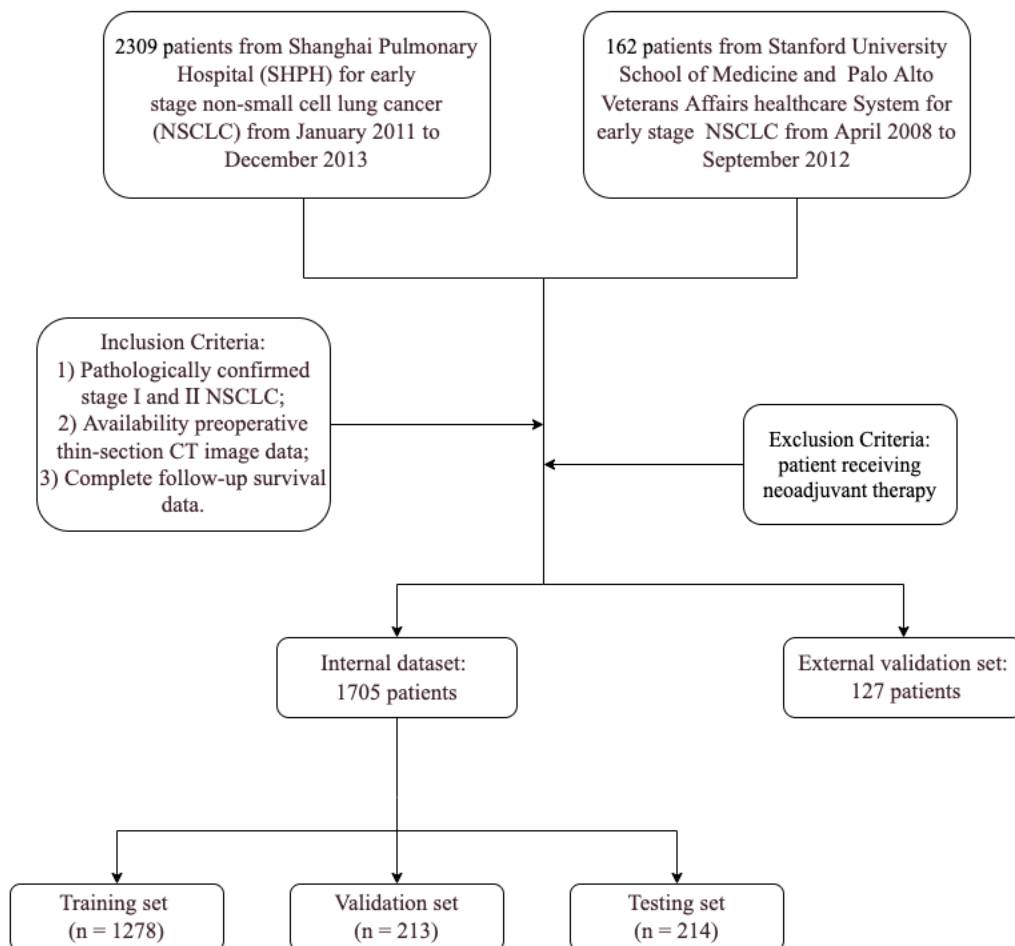 2309 patients from Shanghai Pulmonary
Hospital (SHPH) for early
stage non-small cell lung cancer
(NSCLC) from January 2011 to
December 2013
162 patients from Stanford University
School of Medicine and Palo Alto
Veterans Affairs healthcare System for
early stage NSCLC from April 2008 to
September 2012
Inclusion Criteria:
1) Pathologically confirmed
stage I and II NSCLC;
2) Availability preoperative
thin-section CT image data;
3) Complete follow-up survival
data.
Exclusion Criteria:
patient receiving
neoadjuvant therapy
Internal dataset:
1705 patients
External validation set:
127 patients
Training set
(n = 1278)
Validation set
(n = 213)
Testing set
(n = 214)